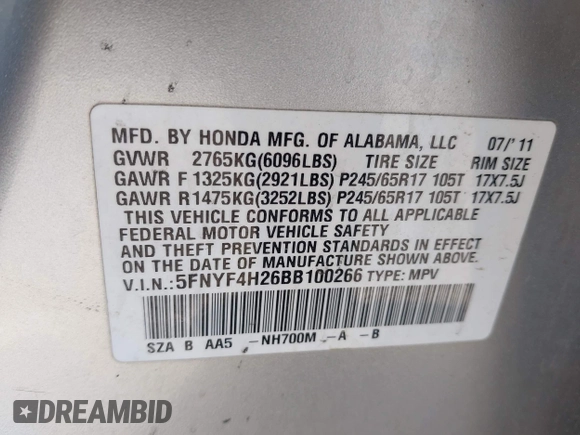 MFD. BY HONDA MFG. OF ALABAMA, LLC 07/'11
GVWR 2765KG(6096LBS) TIRE SIZE RIM SIZE
GAWR F 1325KG(2921LBS) P245/65R17 105T 17X7.5J
GAWR R 1475KG(3252LBS) P245/65R17 105T 17X7.5J
THIS VEHICLE CONFORMS TO ALL APPLICABLE
FEDERAL MOTOR VEHICLE SAFETY
AND THEFT PREVENTION STANDARDS IN EFFECT
ON THE DATE OF MANUFACTURE SHOWN ABOVE.
V.I.N.:5FNYF4H26BB100266 TYPE: MPV
SZA B AA5 -NH700M -A -B
DREAMBID